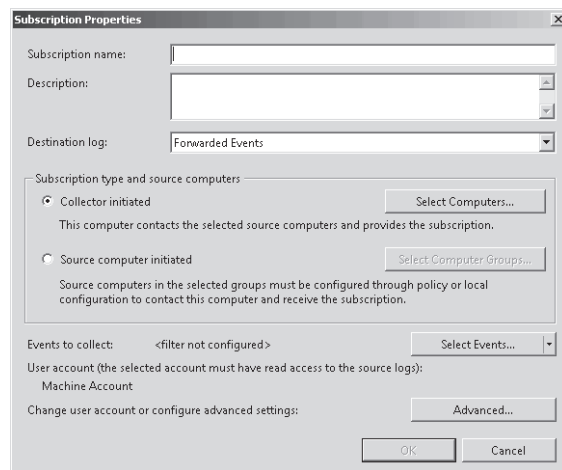 Subscription Properties
Subscription name:
Description:
Destination log:
Forwarded Events
Subscription type and source computers
Collector initiated
Select Computers...
This computer contacts the selected source computers and provides the subscription.
Source computer initiated
Select Computer Groups...
Source computers in the selected groups must be configured through policy or local
configuration to contact this computer and receive the subscription.
Events to collect:
<filter not configured>
Select Events...
User account (the selected account must have read access to the source logs):
Machine Account
Change user account or configure advanced settings:
Advanced...
OK
Cancel